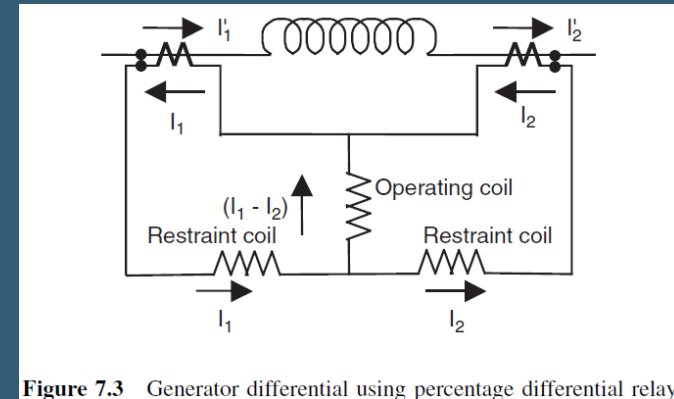 I'₁
I'₂
I₁
I₂
Operating coil
(I₁ - I₂)
Restraint coil
Restraint coil
I₁
I₂
Figure 7.3 Generator differential using percentage differential relay